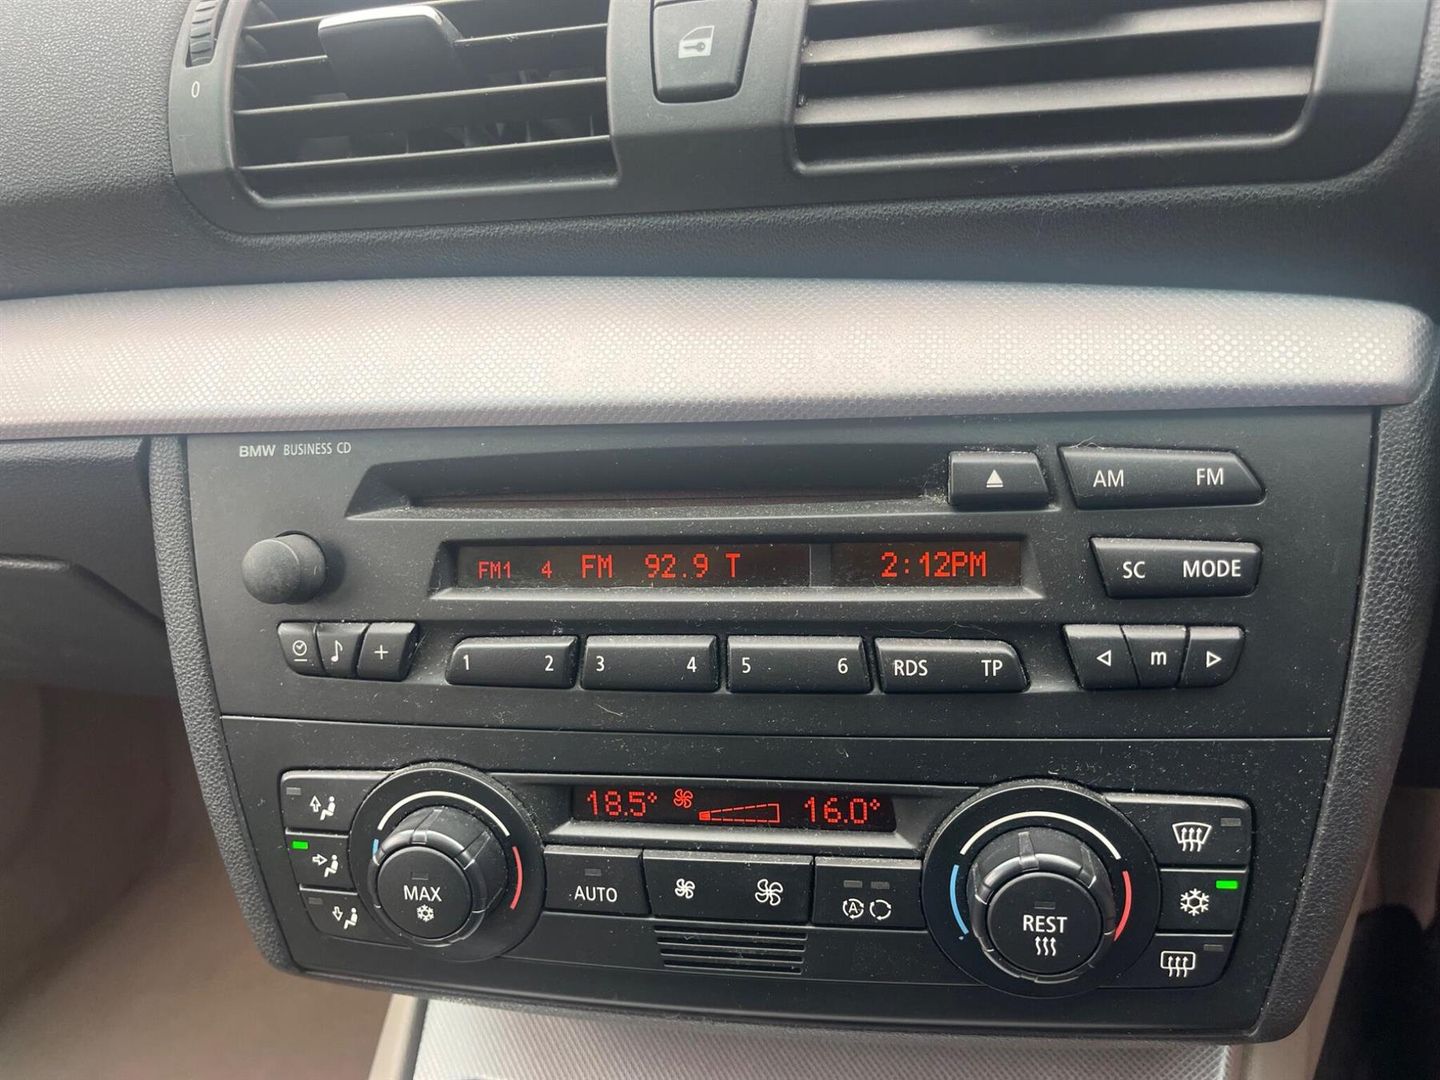 0
BMW BUSINESS CD
AM FM
FM1 4 FM 92.9 T 2:12PM
SC MODE
+ 1 2 3 4 5 6 RDS TP m
18.5° 16.0°
MAX
AUTO
A
REST